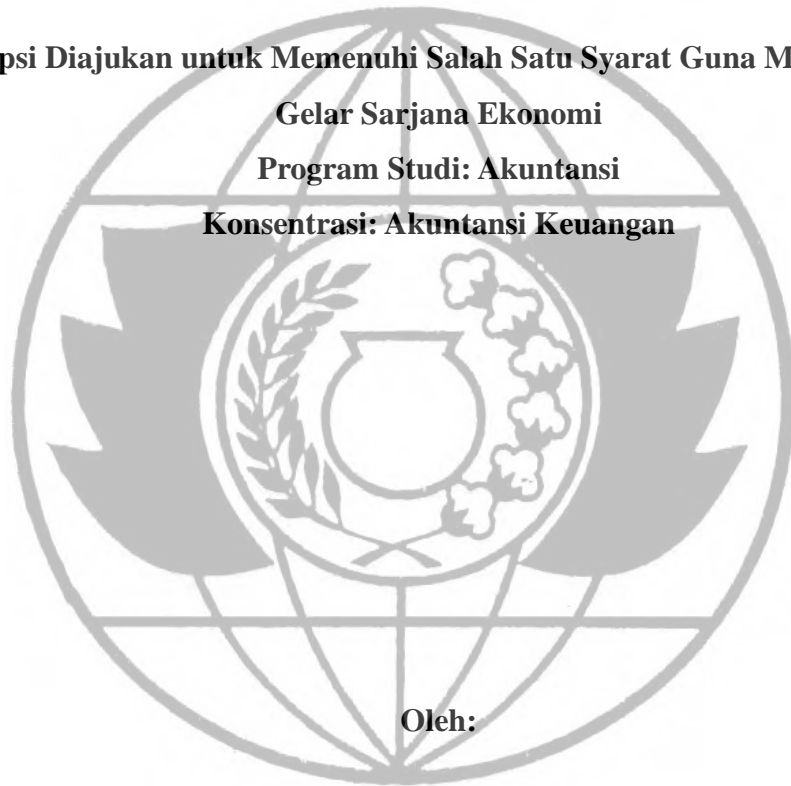 psi Diajukan untuk Memenuhi Salah Satu Syarat Guna M
Gelar Sarjana Ekonomi
Program Studi: Akuntansi
Konsentrasi: Akuntansi Keuangan
Oleh: